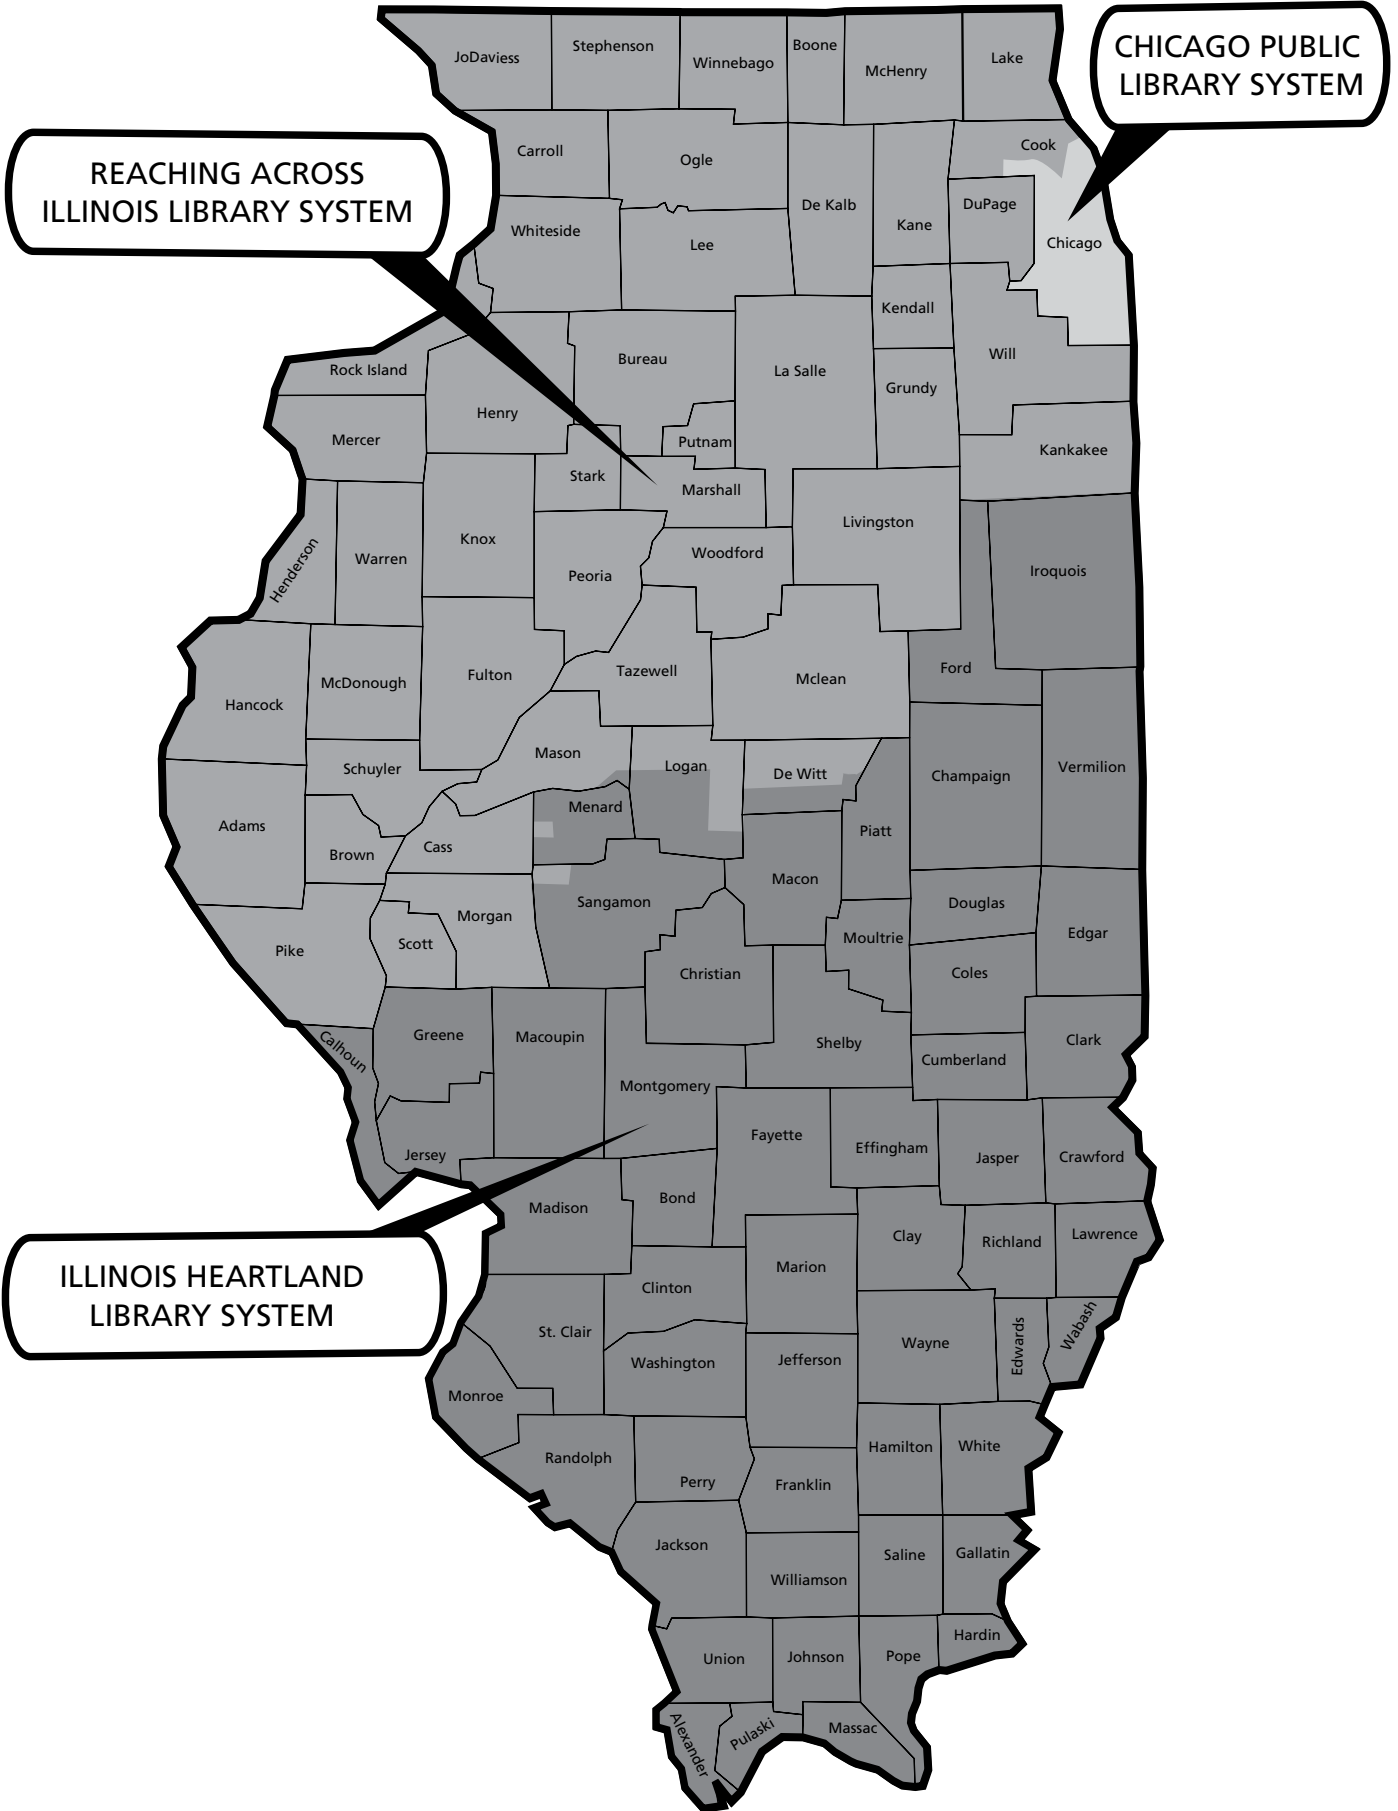 CHICAGO PUBLIC
LIBRARY SYSTEM
REACHING ACROSS
ILLINOIS LIBRARY SYSTEM
ILLINOIS HEARTLAND
LIBRARY SYSTEM
JoDaviess
Stephenson
Winnebago
Boone
McHenry
Lake
Carroll
Ogle
Cook
Whiteside
Lee
De Kalb
Kane
DuPage
Chicago
Rock Island
Bureau
La Salle
Kendall
Will
Grundy
Henry
Mercer
Putnam
Kankakee
Stark
Marshall
Livingston
Knox
Warren
Henderson
Peoria
Woodford
Iroquois
Hancock
McDonough
Fulton
Tazewell
Mclean
Ford
Schuyler
Mason
Logan
De Witt
Champaign
Vermilion
Adams
Brown
Cass
Menard
Piatt
Macon
Sangamon
Douglas
Edgar
Pike
Scott
Morgan
Christian
Moultrie
Coles
Calhoun
Greene
Macoupin
Montgomery
Shelby
Cumberland
Clark
Jersey
Fayette
Effingham
Jasper
Crawford
Madison
Bond
Clay
Richland
Lawrence
Marion
Clinton
St. Clair
Washington
Jefferson
Wayne
Edwards
Wabash
Monroe
Randolph
Perry
Franklin
Hamilton
White
Jackson
Williamson
Saline
Gallatin
Union
Johnson
Pope
Hardin
Alexander
Pulaski
Massac